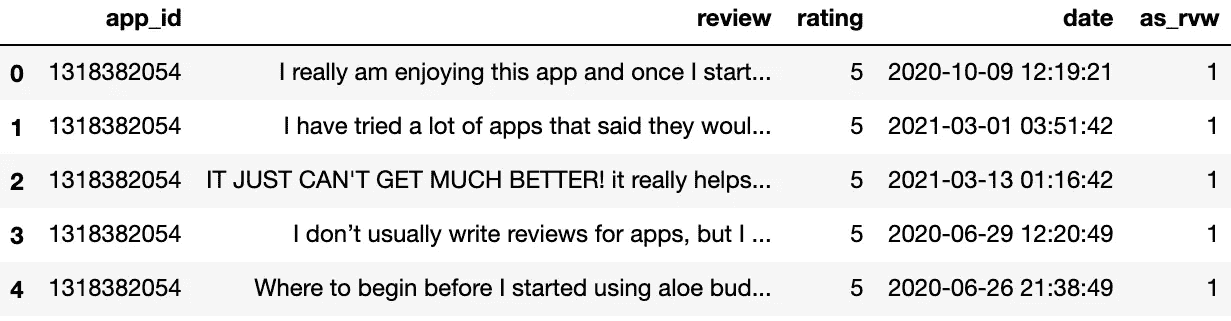 app_id review rating date as_rvw
0 1318382054 I really am enjoying this app and once I start... 5 2020-10-09 12:19:21 1
1 1318382054 I have tried a lot of apps that said they woul... 5 2021-03-01 03:51:42 1
2 1318382054 IT JUST CAN'T GET MUCH BETTER! it really helps... 5 2021-03-13 01:16:42 1
3 1318382054 I don’t usually write reviews for apps, but I ... 5 2020-06-29 12:20:49 1
4 1318382054 Where to begin before I started using aloe bud... 5 2020-06-26 21:38:49 1